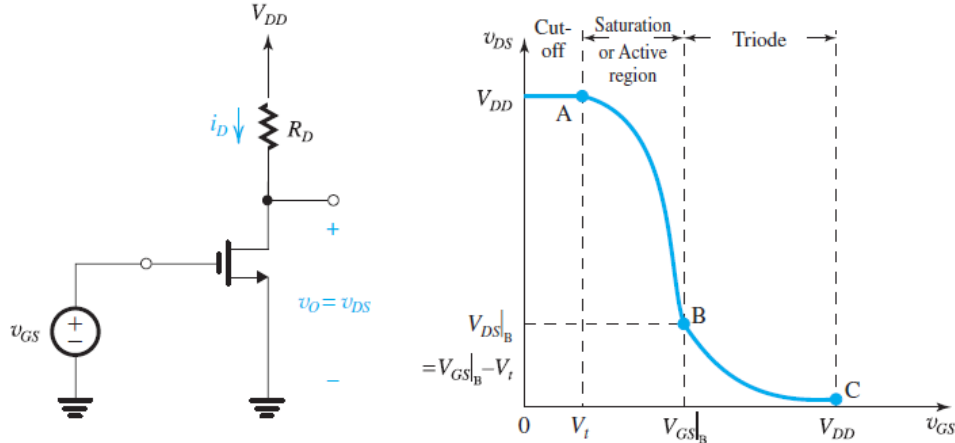 V_DD
i_D
R_D
+
v_O = v_DS
v_GS
+
−
−
v_DS
Cut-
off
Saturation
or Active
region
Triode
V_DD
A
B
V_DS|_B
=V_GS|_B−V_t
C
0
V_t
V_GS|_B
V_DD
v_GS